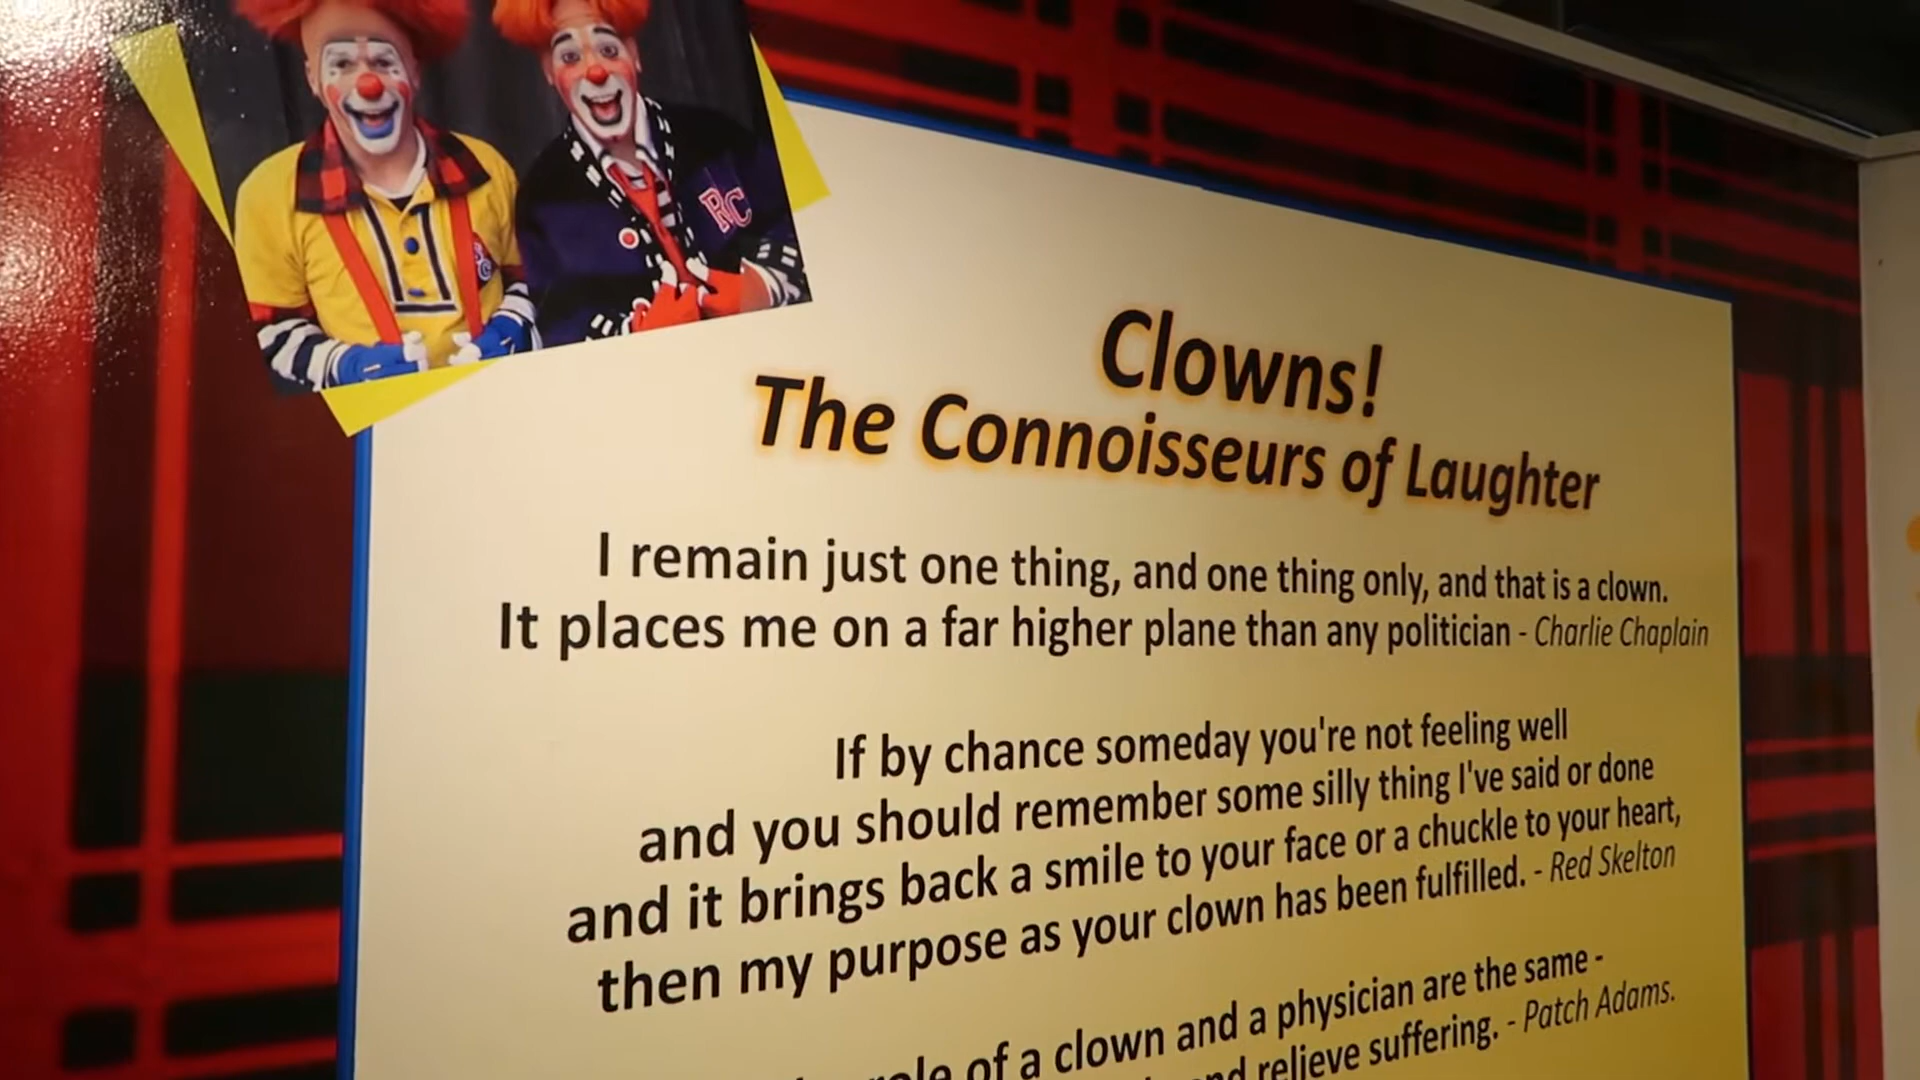 RC
Clowns!
The Connoisseurs of Laughter
I remain just one thing, and one thing only, and that is a clown.
It places me on a far higher plane than any politician - Charlie Chaplain
If by chance someday you're not feeling well
and you should remember some silly thing I've said or done
and it brings back a smile to your face or a chuckle to your heart,
then my purpose as your clown has been fulfilled. - Red Skelton
of a clown and a physician are the same -
relieve suffering. - Patch Adams.